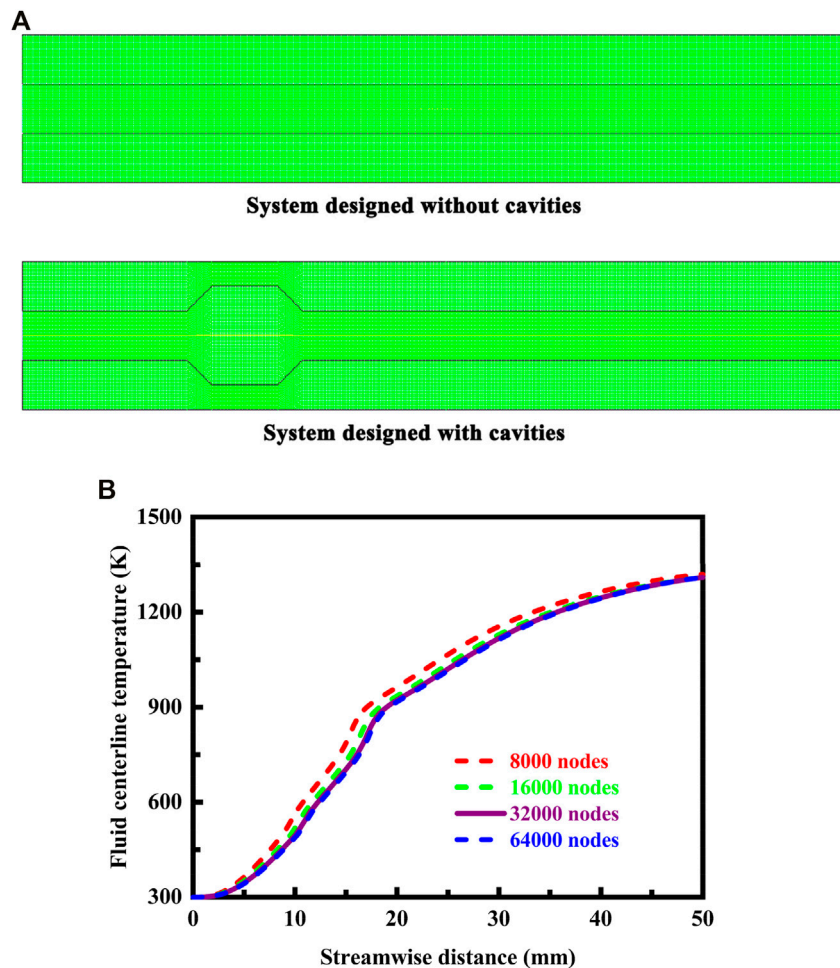 A
System designed without cavities
System designed with cavities
B
1500
1200
900
600
300
Fluid centerline temperature (K)
8000 nodes
16000 nodes
32000 nodes
64000 nodes
0 10 20 30 40 50
Streamwise distance (mm)